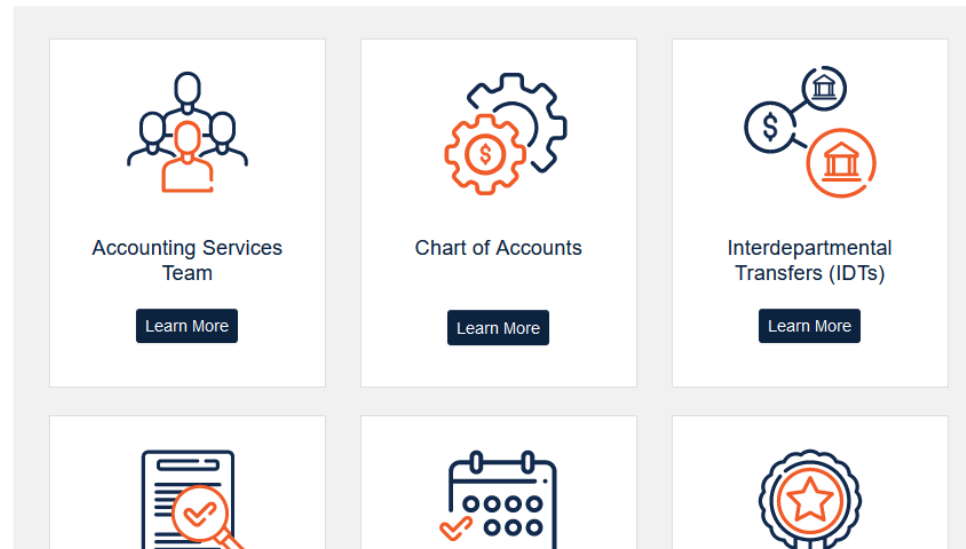 $
$
Accounting Services
Team
Chart of Accounts
Interdepartmental
Transfers (IDTs)
Learn More
Learn More
Learn More